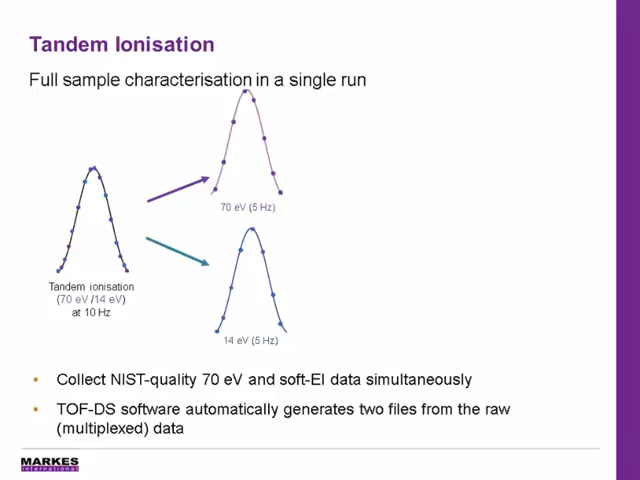 Tandem Ionisation
Full sample characterisation in a single run
70 eV (5 Hz)
Tandem ionisation
(70 eV /14 eV)
at 10 Hz
14 eV (5 Hz)
• Collect NIST-quality 70 eV and soft-EI data simultaneously
• TOF-DS software automatically generates two files from the raw
(multiplexed) data
MARKES
international